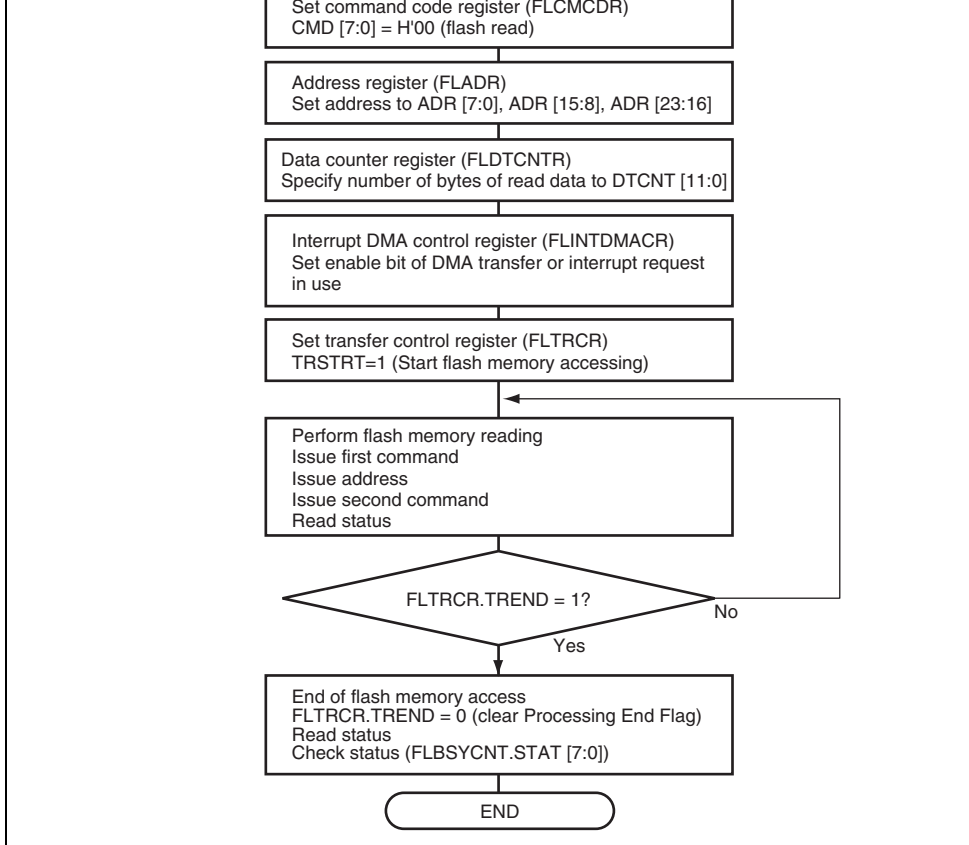 Set command code register (FLCMCDR)
CMD [7:0] = H'00 (flash read)
Address register (FLADR)
Set address to ADR [7:0], ADR [15:8], ADR [23:16]
Data counter register (FLDTCNTR)
Specify number of bytes of read data to DTCNT [11:0]
Interrupt DMA control register (FLINTDMACR)
Set enable bit of DMA transfer or interrupt request
in use
Set transfer control register (FLTRCR)
TRSTRT=1 (Start flash memory accessing)
Perform flash memory reading
Issue first command
Issue address
Issue second command
Read status
FLTRCR.TREND = 1?
No
Yes
End of flash memory access
FLTRCR.TREND = 0 (clear Processing End Flag)
Read status
Check status (FLBSYCNT.STAT [7:0])
END